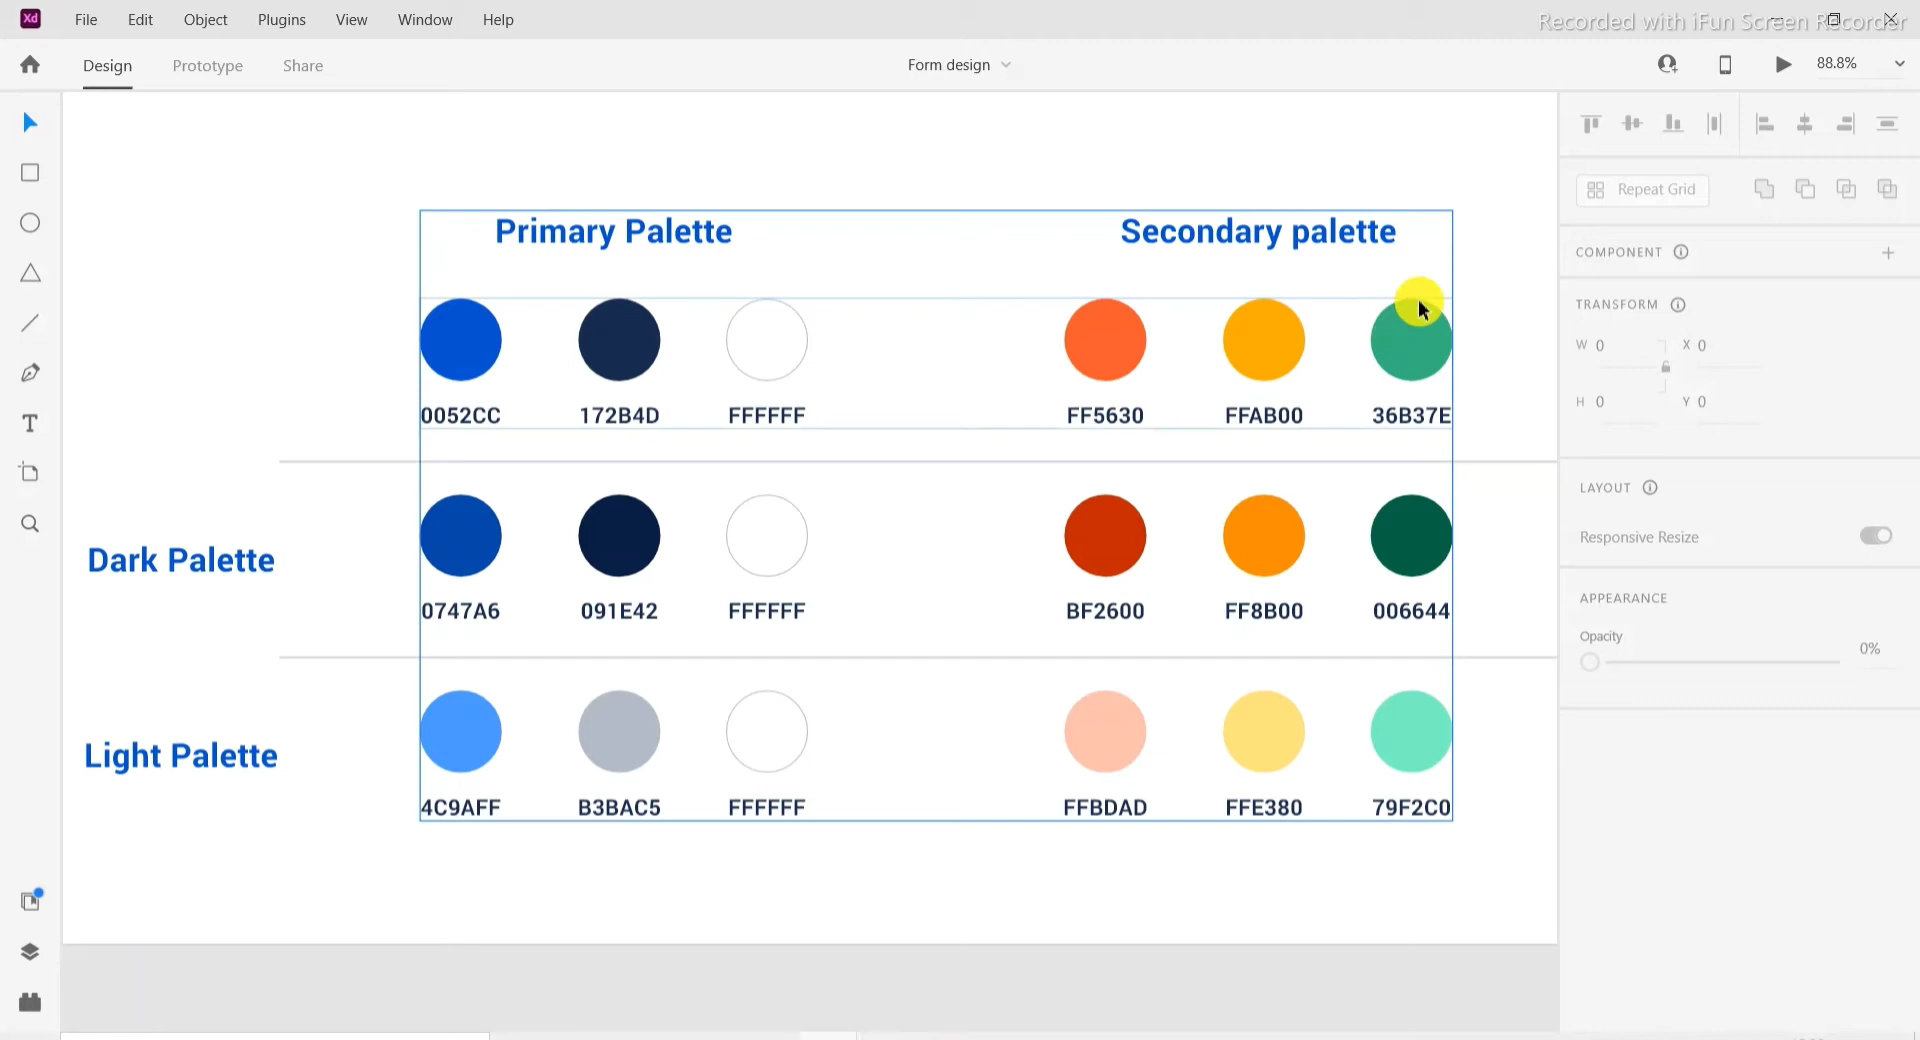 Xd File Edit Object Plugins View Window Help
Recorded with iFun Screen Recorder
Design Prototype Share
Form design
88.8%
Primary Palette
Secondary palette
0052CC 172B4D FFFFFF FF5630 FFAB00 36B37E
Dark Palette
0747A6 091E42 FFFFFF BF2600 FF8B00 006644
Light Palette
4C9AFF B3BAC5 FFFFFF FFBDAD FFE380 79F2C0
T
Repeat Grid
COMPONENT
TRANSFORM
W 0 X 0
H 0 Y 0
LAYOUT
Responsive Resize
APPEARANCE
Opacity
0%